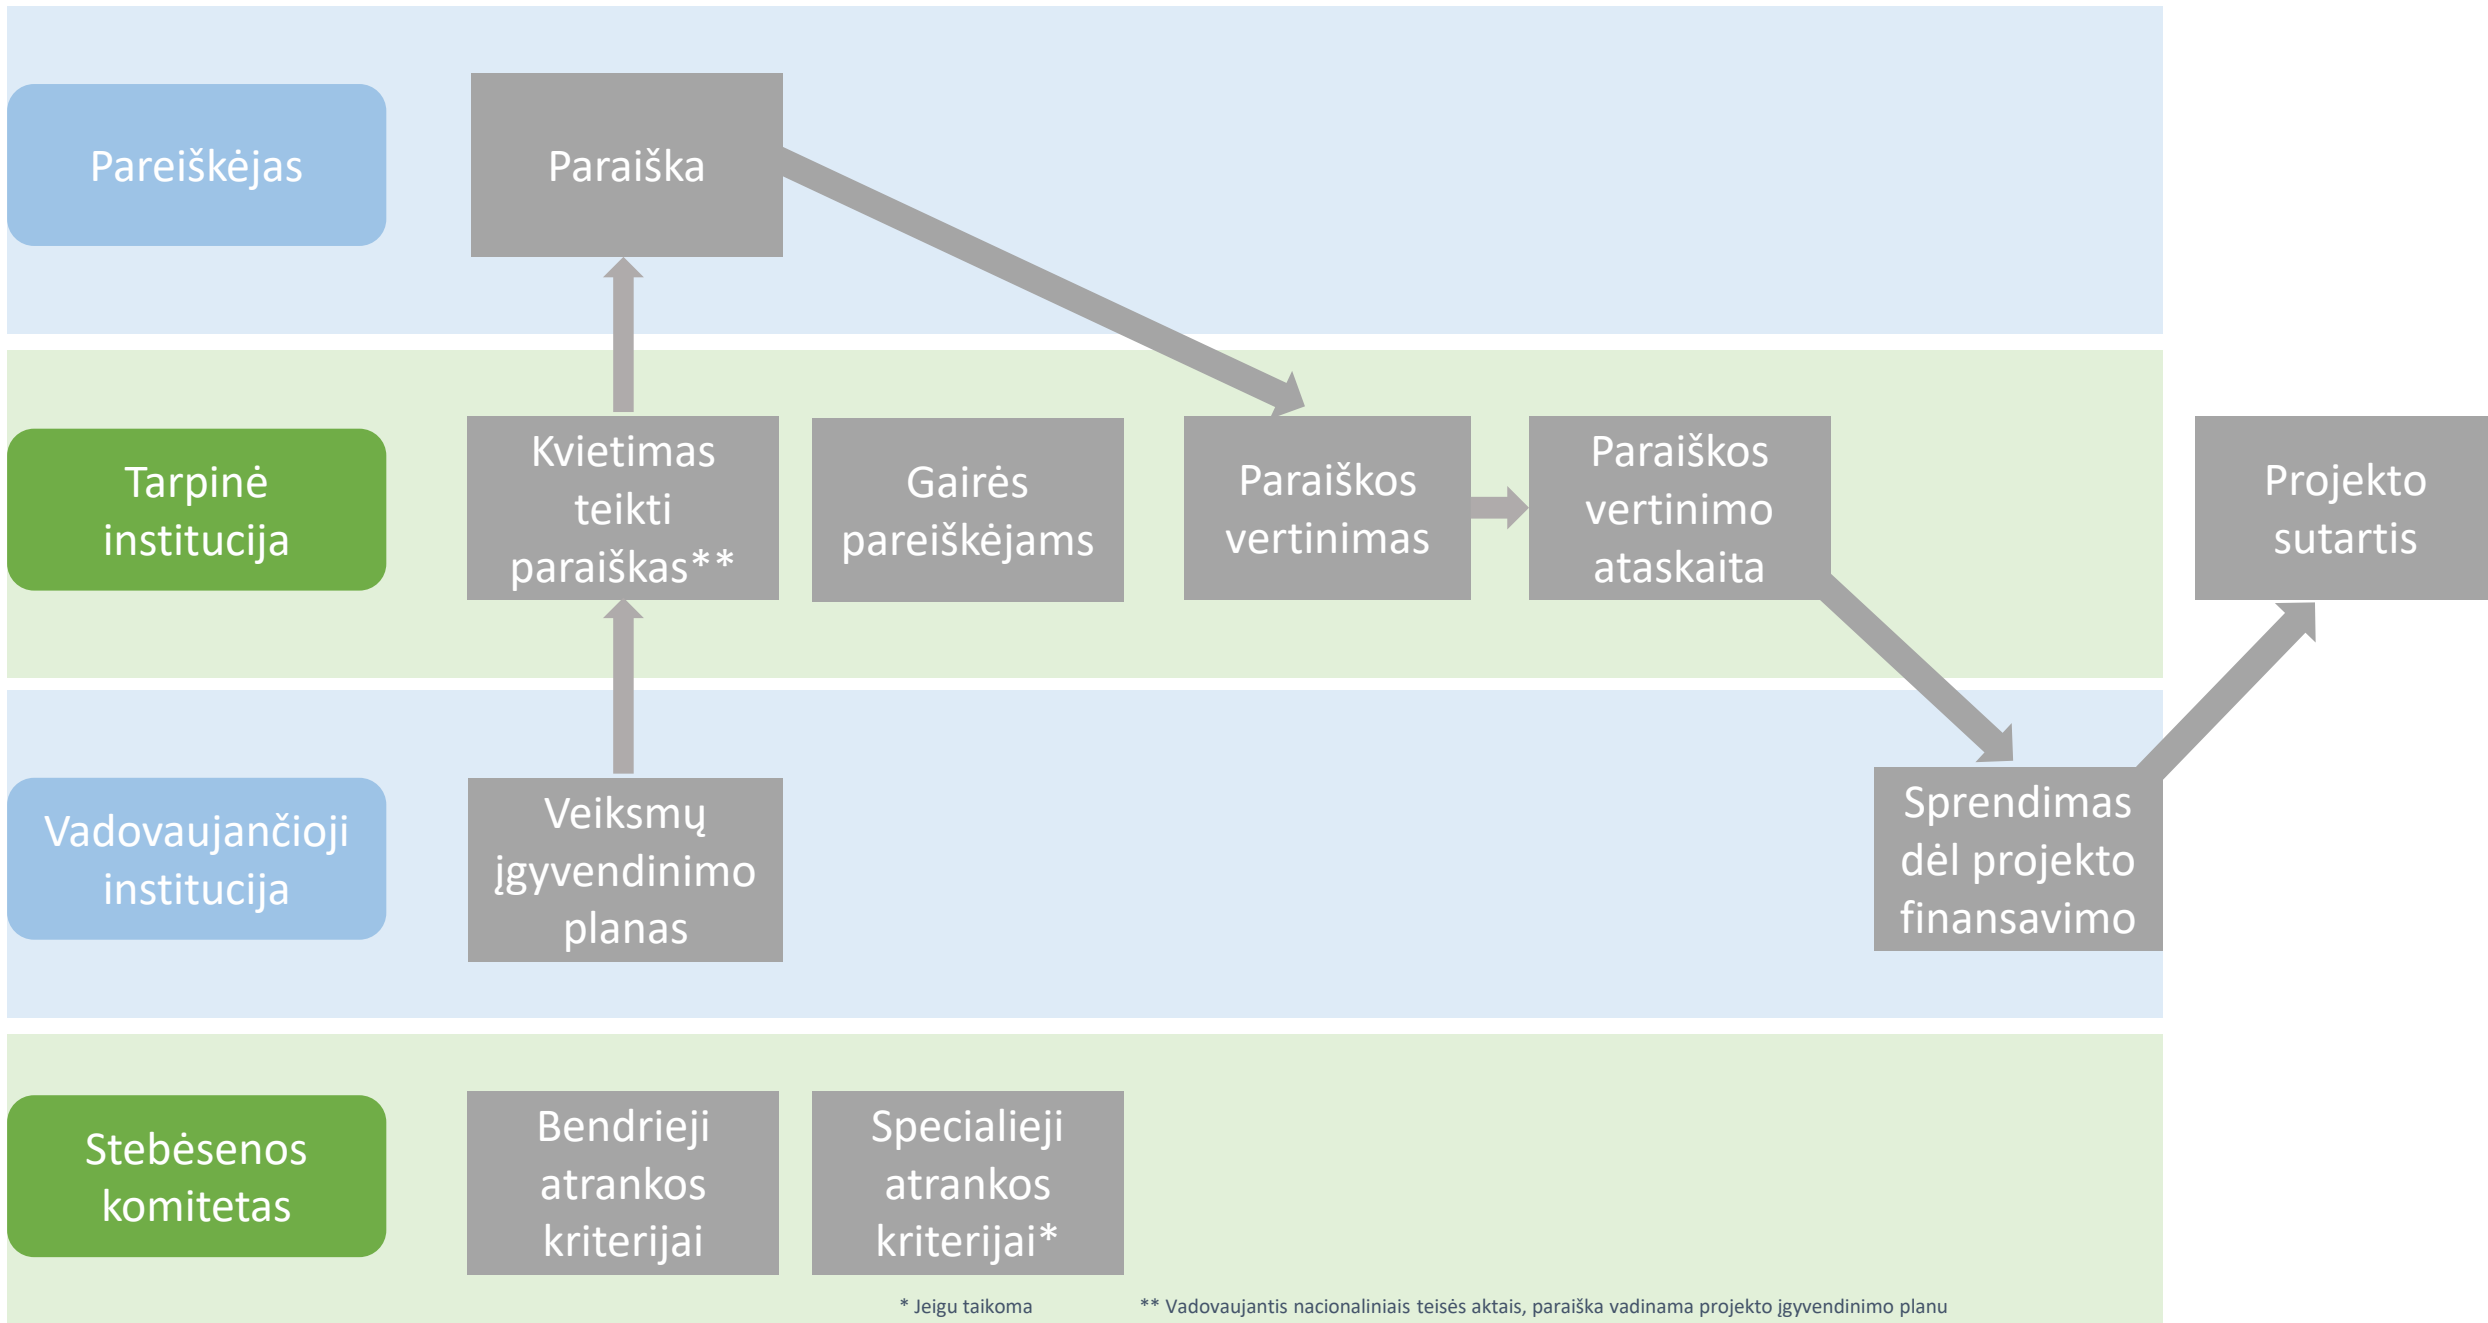 Pareiškėjas
Paraiška
Tarpinė
institucija
Kvietimas
teikti
paraiškas**
Gairės
pareiškėjams
Paraiškos
vertinimas
Paraiškos
vertinimo
ataskaita
Projekto
sutartis
Vadovaujančioji
institucija
Veiksmų
įgyvendinimo
planas
Sprendimas
dėl projekto
finansavimo
Stebėsenos
komitetas
Bendrieji
atrankos
kriterijai
Specialieji
atrankos
kriterijai*
* Jeigu taikoma
** Vadovaujantis nacionaliniais teisės aktais, paraiška vadinama projekto įgyvendinimo planu